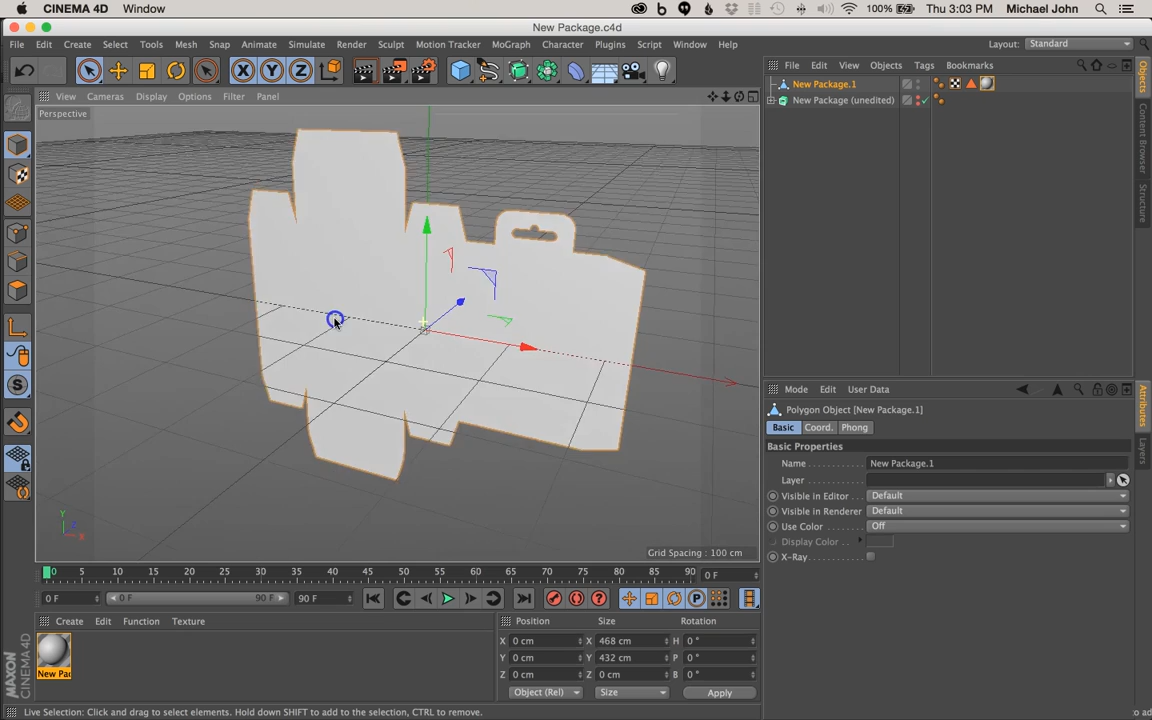 CINEMA 4D Window 100% Thu 3:03 PM Michael John
New Package.c4d
File Edit Create Select Tools Mesh Snap Animate Simulate Render Sculpt Motion Tracker MoGraph Character Plugins Script Window Help Layout: Standard
X Y Z
File Edit View Objects Tags Bookmarks
New Package.1
New Package (unedited)
View Cameras Display Options Filter Panel
Perspective
Objects
Content Browser
Structure
Mode Edit User Data
Polygon Object [New Package.1]
Basic Coord. Phong
Basic Properties
Name New Package.1
Layer
Visible in Editor Default
Visible in Renderer Default
Use Color Off
Display Color
X-Ray
Attributes
Layers
S
Y
Z
X
Grid Spacing : 100 cm
0 5 10 15 20 25 30 35 40 45 50 55 60 65 70 75 80 85 90 0 F
0 F 0 F 90 F 90 F P
Create Edit Function Texture
New Pac
Position Size Rotation
X 0 cm X 468 cm H 0 °
Y 0 cm Y 432 cm P 0 °
Z 0 cm Z 0 cm B 0 °
Object (Rel) Size Apply
MAXON
CINEMA 4D
Live Selection: Click and drag to select elements. Hold down SHIFT to add to the selection, CTRL to remove.